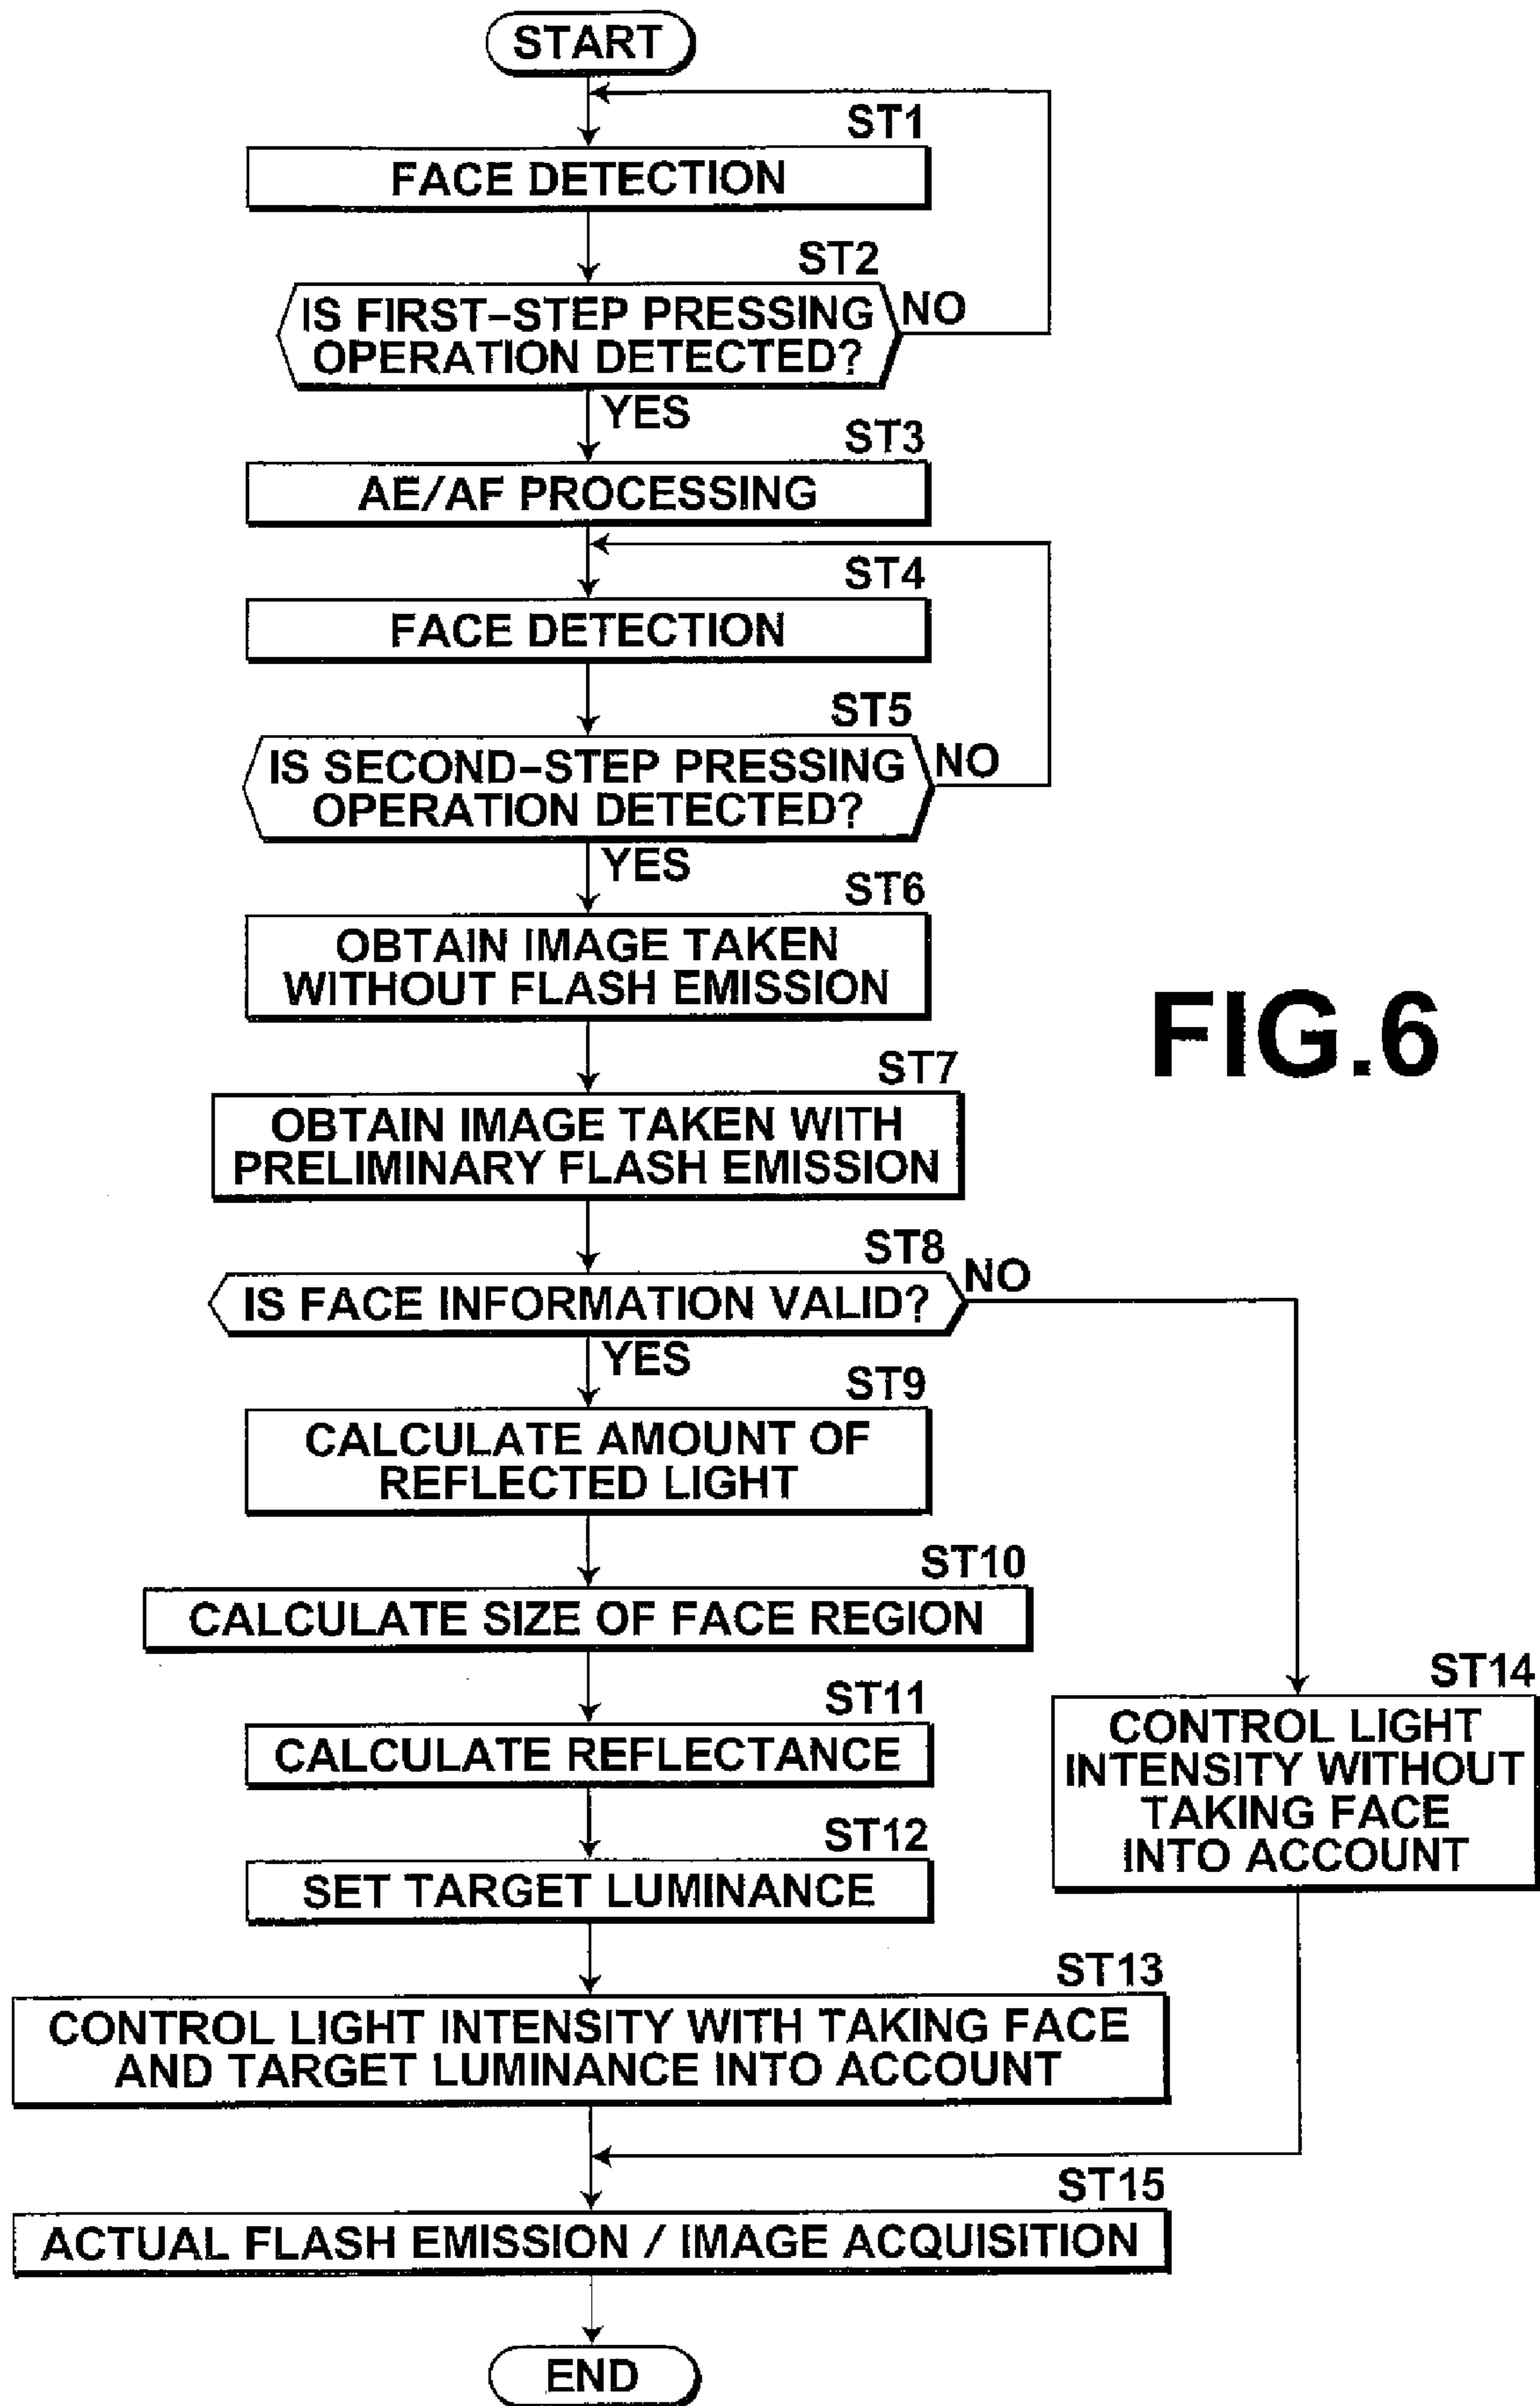 START
ST1
FACE DETECTION
ST2
IS FIRST-STEP PRESSING
OPERATION DETECTED?
NO
YES
ST3
AE/AF PROCESSING
ST4
FACE DETECTION
ST5
IS SECOND-STEP PRESSING
OPERATION DETECTED?
NO
YES
ST6
OBTAIN IMAGE TAKEN
WITHOUT FLASH EMISSION
FIG.6
ST7
OBTAIN IMAGE TAKEN WITH
PRELIMINARY FLASH EMISSION
ST8
IS FACE INFORMATION VALID?
NO
YES
ST9
CALCULATE AMOUNT OF
REFLECTED LIGHT
ST10
CALCULATE SIZE OF FACE REGION
ST11
CALCULATE REFLECTANCE
ST12
SET TARGET LUMINANCE
ST13
CONTROL LIGHT INTENSITY WITH TAKING FACE
AND TARGET LUMINANCE INTO ACCOUNT
ST14
CONTROL LIGHT
INTENSITY WITHOUT
TAKING FACE
INTO ACCOUNT
ST15
ACTUAL FLASH EMISSION / IMAGE ACQUISITION
END